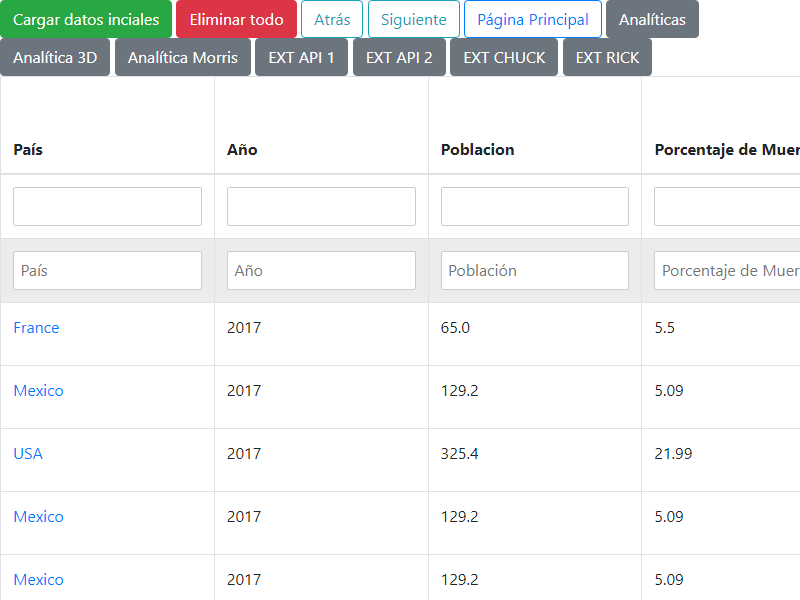 Cargar datos inciales Eliminar todo Atrás Siguiente Página Principal Analíticas
Analítica 3D Analítica Morris EXT API 1 EXT API 2 EXT CHUCK EXT RICK
País Año Poblacion Porcentaje de Muer
País Año Población Porcentaje de Muer
France 2017 65.0 5.5
Mexico 2017 129.2 5.09
USA 2017 325.4 21.99
Mexico 2017 129.2 5.09
Mexico 2017 129.2 5.09